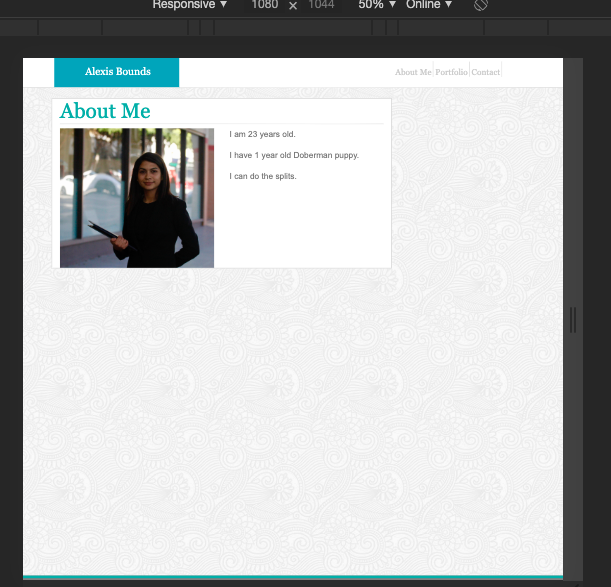 Responsive ▼ 1080 × 1044 50% ▼ Online ▼
Alexis Bounds
About Me Portfolio Contact
About Me
I am 23 years old.
I have 1 year old Doberman puppy.
I can do the splits.